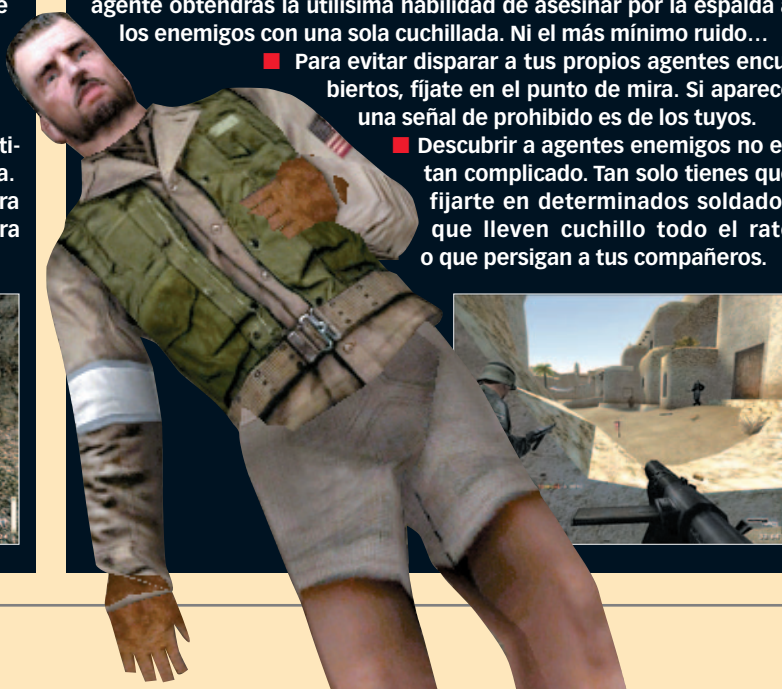 e
agente obtendrás la utilísima habilidad de asesinar por la espalda a
los enemigos con una sola cuchillada. Ni el más mínimo ruido…
■ Para evitar disparar a tus propios agentes encu
biertos, fíjate en el punto de mira. Si aparece
una señal de prohibido es de los tuyos.
■ Descubrir a agentes enemigos no e
tan complicado. Tan solo tienes que
fijarte en determinados soldado
que lleven cuchillo todo el rato
o que persigan a tus compañeros.
ti-
a.
ra
ra